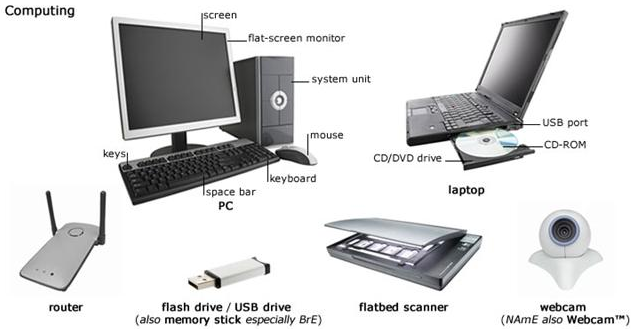 Computing
screen
flat-screen monitor
system unit
mouse
keys
keyboard
space bar
PC
USB port
CD-ROM
CD/DVD drive
laptop
router
flash drive / USB drive
(also memory stick especially BrE)
flatbed scanner
webcam
(NAmE also Webcam™)